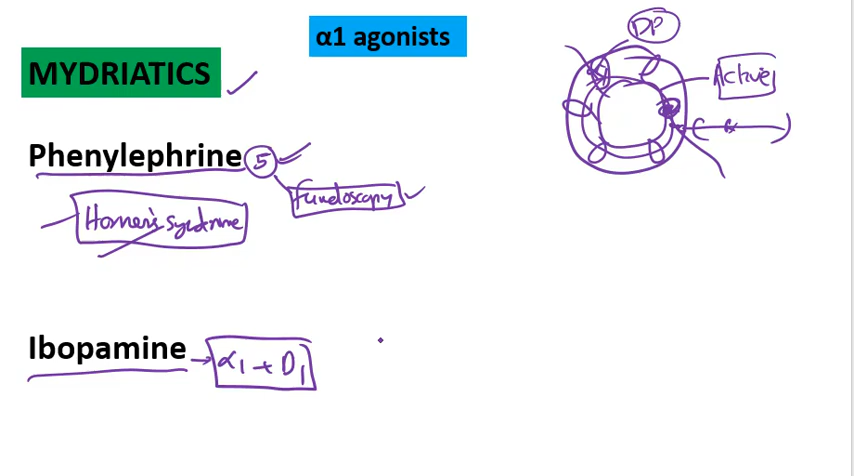 α1 agonists
DP
MYDRIATICS
Active
Phenylephrine 5
Fundoscopy
Horner's syndrome
Ibopamine → α1 + D1